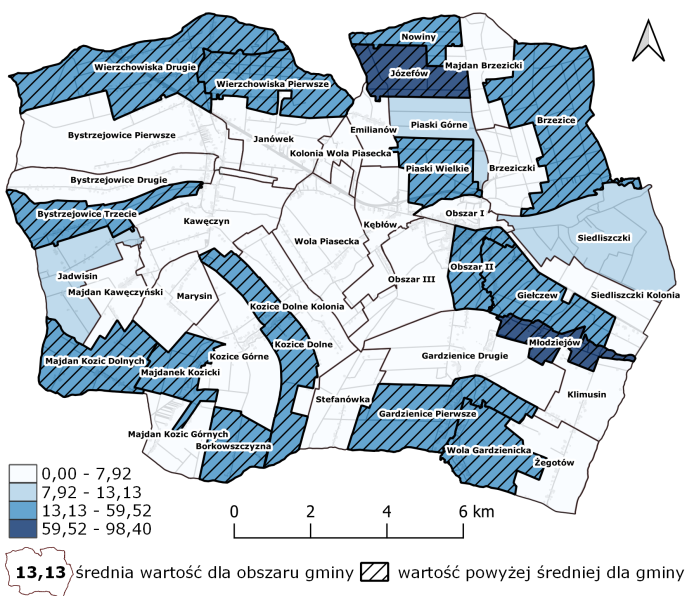 Nowiny
Wierzchowiska Drugie
Majdan Brzezicki
Józefów
Wierzchowiska Pierwsze
Brzezice
Piaski Górne
Emilianów
Bystrzejowice Pierwsze
Janówek
Kolonia Wola Piasecka
Piaski Wielkie
Brzeziczki
Bystrzejowice Drugie
Bystrzejowice Trzecie
Obszar I
Kawęczyn
Kębłów
Wola Piasecka
Siedliszczki
Obszar II
Jadwisin
Obszar III
Majdan Kawęczyński
Marysin
Giełczew
Siedliszczki Kolonia
Kozice Dolne Kolonia
Młodziejów
Kozice Dolne
Kozice Górne
Gardzienice Drugie
Majdan Kozic Dolnych
Majdanek Kozicki
Klimusin
Stefanówka
Gardzienice Pierwsze
Majdan Kozic Górnych
Borkowszczyzna
Wola Gardzienicka
Żegotów
0,00 - 7,92
7,92 - 13,13
13,13 - 59,52
59,52 - 98,40
0 2 4 6 km
13,13 średnia wartość dla obszaru gminy wartość powyżej średniej dla gminy